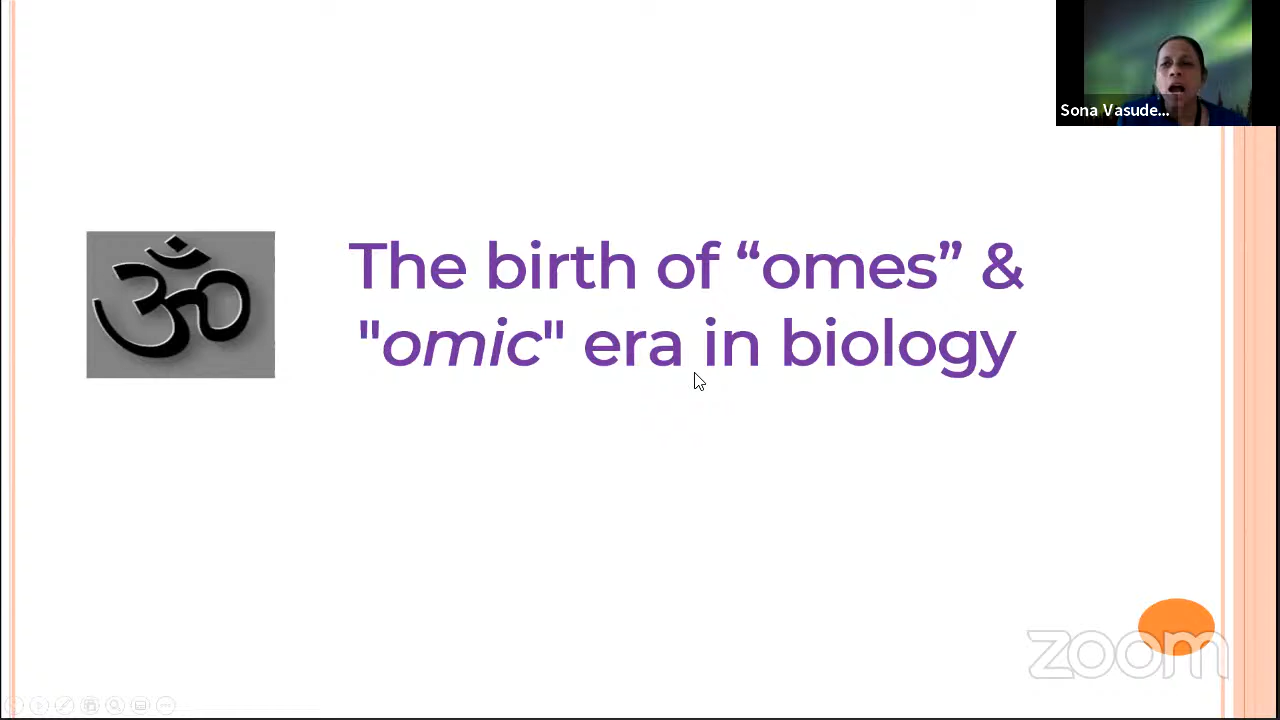 Sona Vasude...
The birth of “omes” &
ॐ
"omic" era in biology
zoom